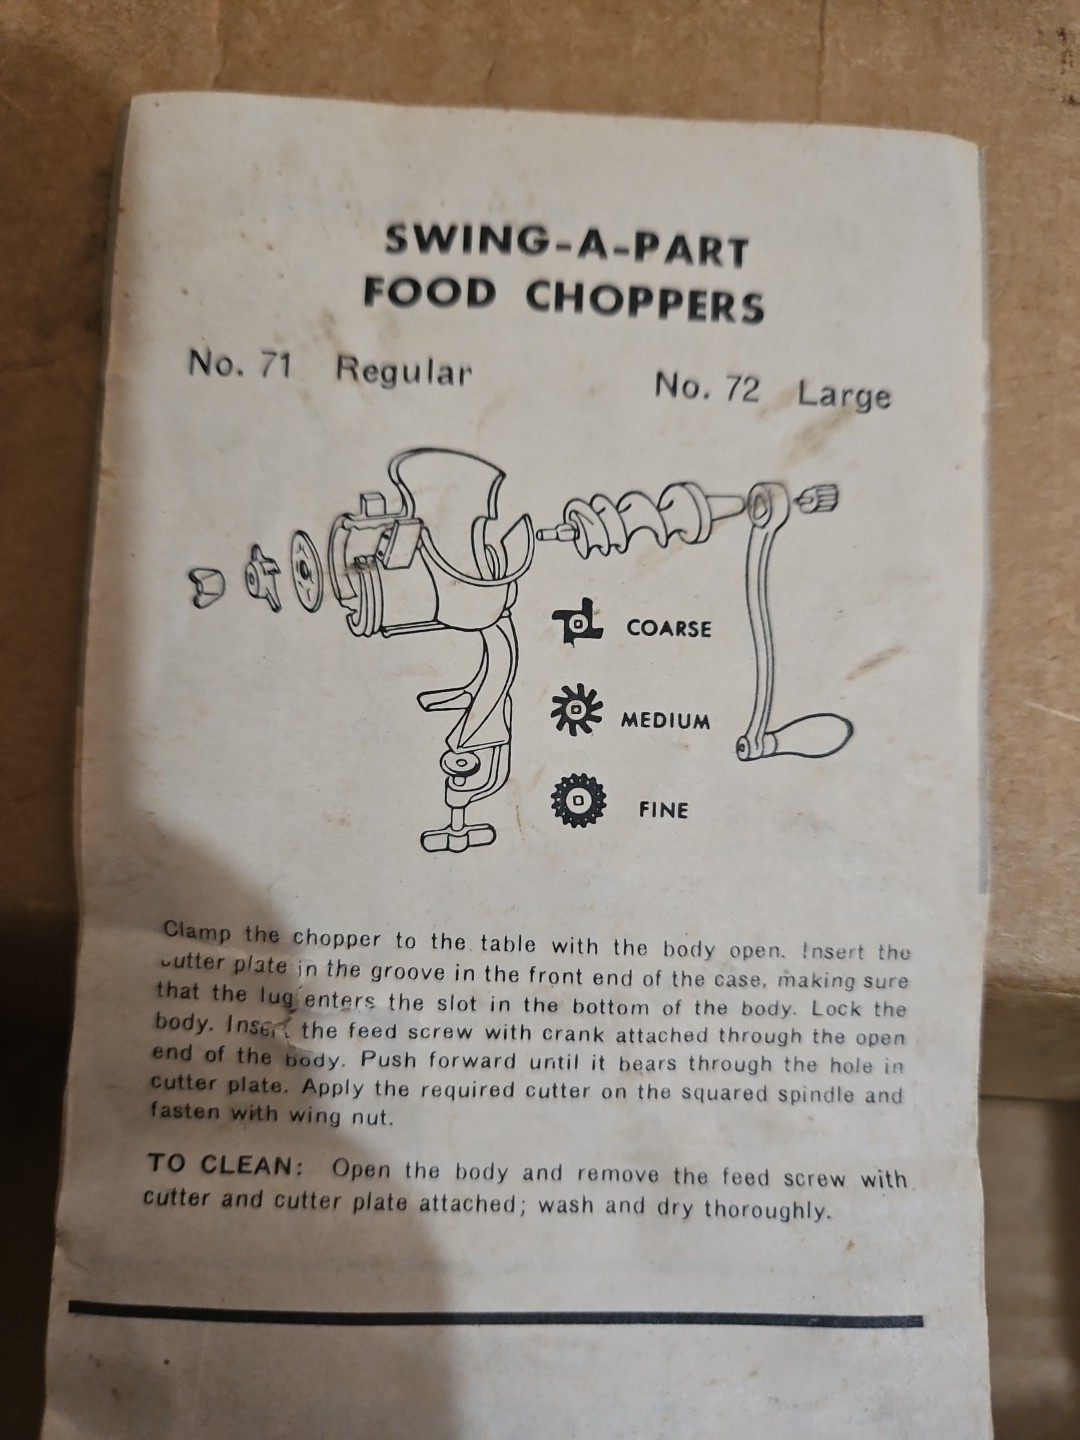 SWING-A-PART
FOOD CHOPPERS
No. 71 Regular
No. 72 Large
COARSE
MEDIUM
FINE
Clamp the chopper to the table with the body open. Insert the
cutter plate in the groove in the front end of the case, making sure
that the lug enters the slot in the bottom of the body. Lock the
body. Insert the feed screw with crank attached through the open
end of the body. Push forward until it bears through the hole in
cutter plate. Apply the required cutter on the squared spindle and
fasten with wing nut.
TO CLEAN: Open the body and remove the feed screw with
cutter and cutter plate attached; wash and dry thoroughly.